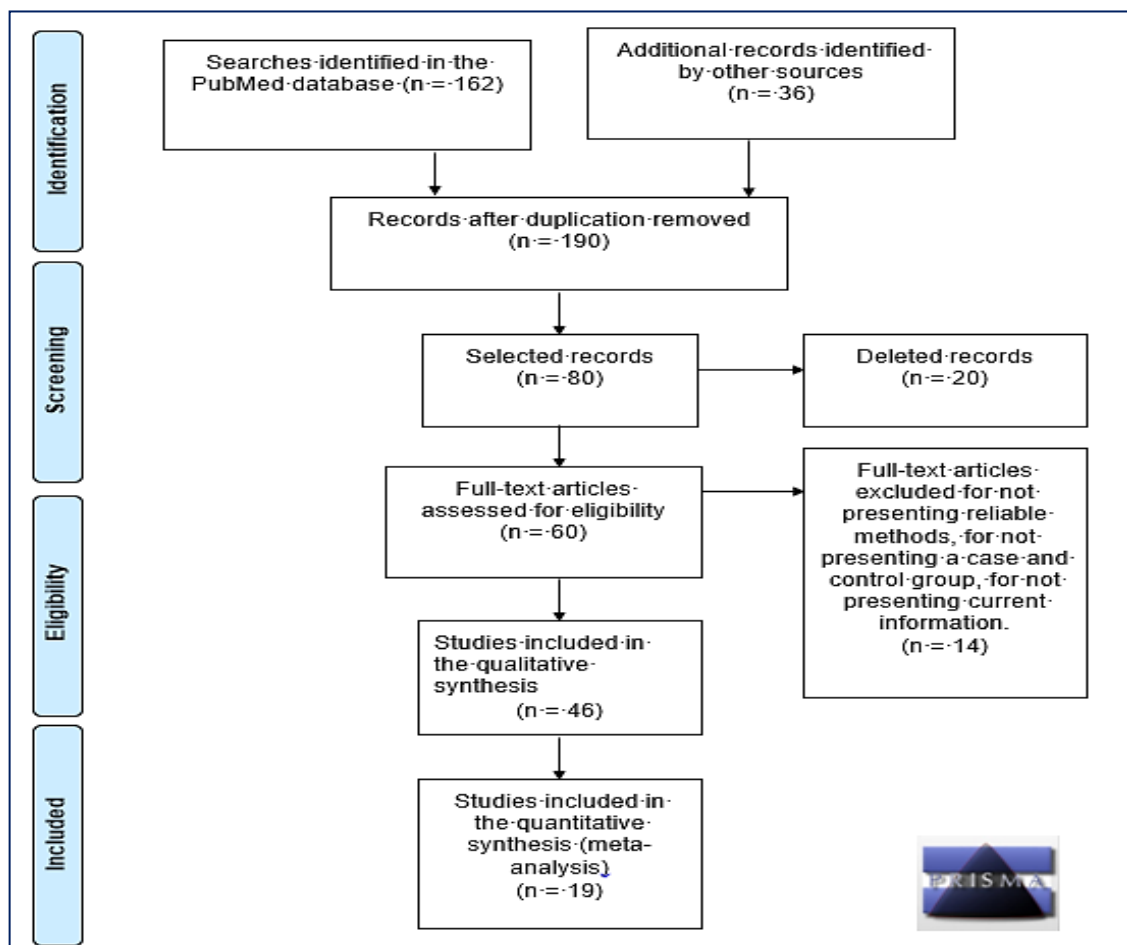 Identification
Searches·identified·in·the·
PubMed·database·(n·=·162)
Additional·records·identified·
by·other·sources
(n·=·36)
Records·after·duplication·removed
(n·=·190)
Screening
Selected·records
(n·=·80)
Deleted·records
(n·=·20)
Eligibility
Full-text·articles·
assessed·for·eligibility
(n·=·60)
Full-text·articles·
excluded·for·not·
presenting·reliable·
methods,·for·not·
presenting·a·case·and·
control·group,·for·not·
presenting·current·
information.
(n·=·14)
Studies·included·in·
the·qualitative·
synthesis
(n·=·46)
Included
Studies·included·in·
the·quantitative·
synthesis·(meta-
analysis)
(n·=·19)
PRISMA